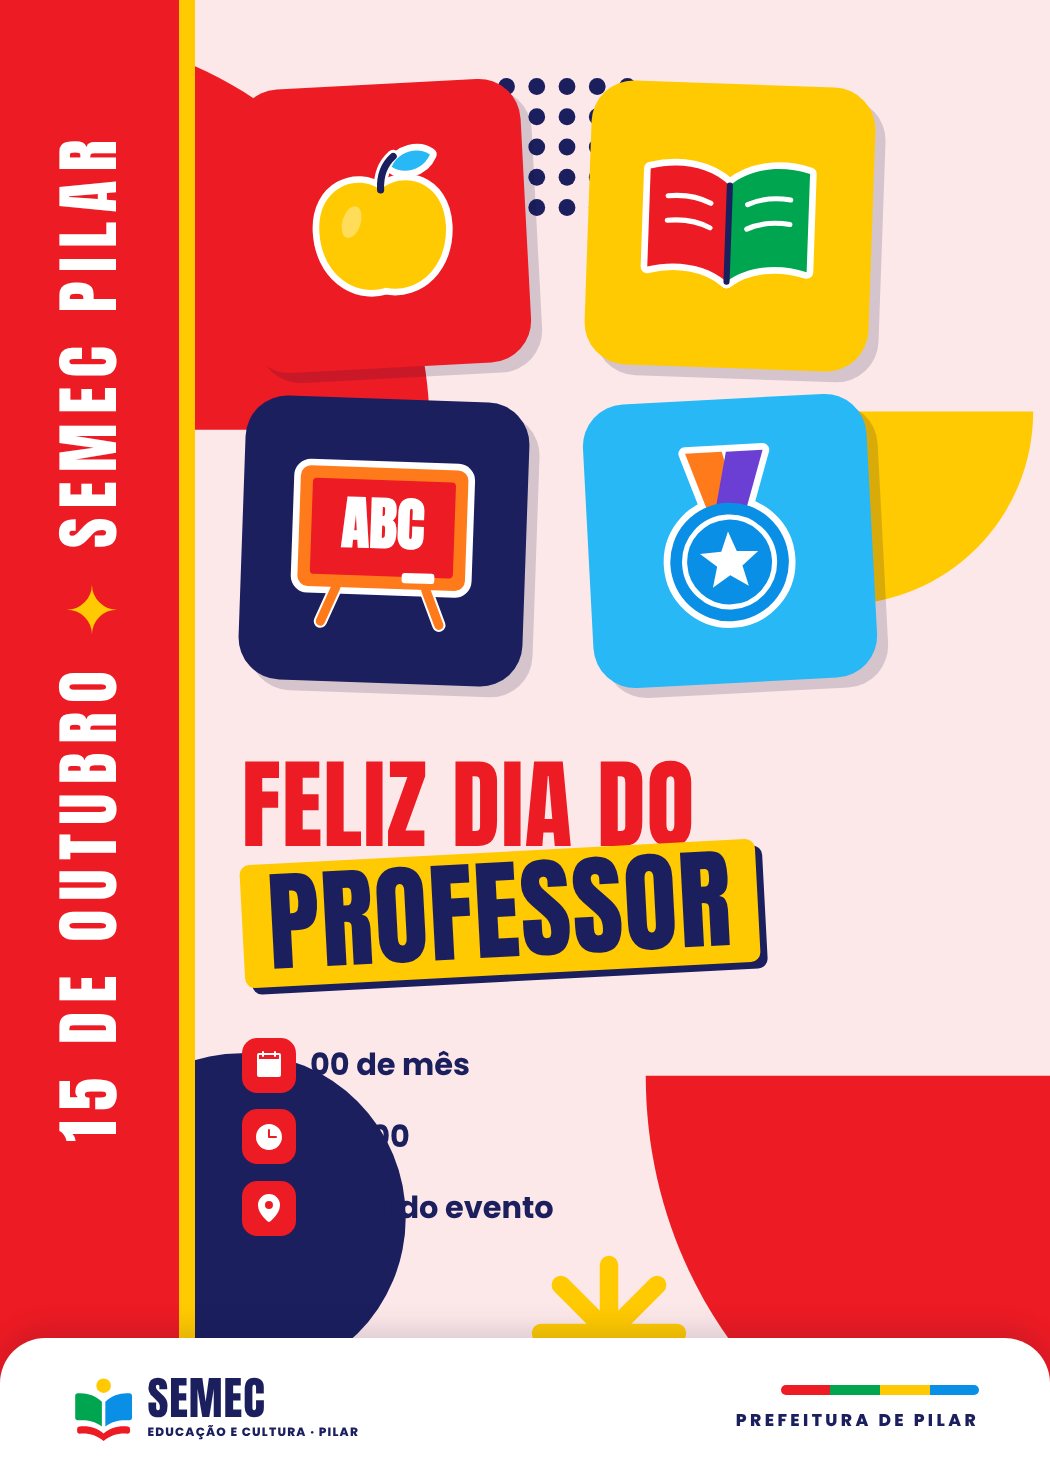 15 DE OUTUBRO ✦ SEMEC PILAR
ABC
FELIZ DIA DO
PROFESSOR
00 de mês
00
do evento
SEMEC
EDUCAÇÃO E CULTURA · PILAR
PREFEITURA DE PILAR